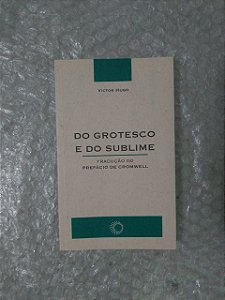 VICTOR HUGO
DO GROTESCO
E DO SUBLIME
TRADUÇÃO DO
PREFÁCIO DE CROMWELL